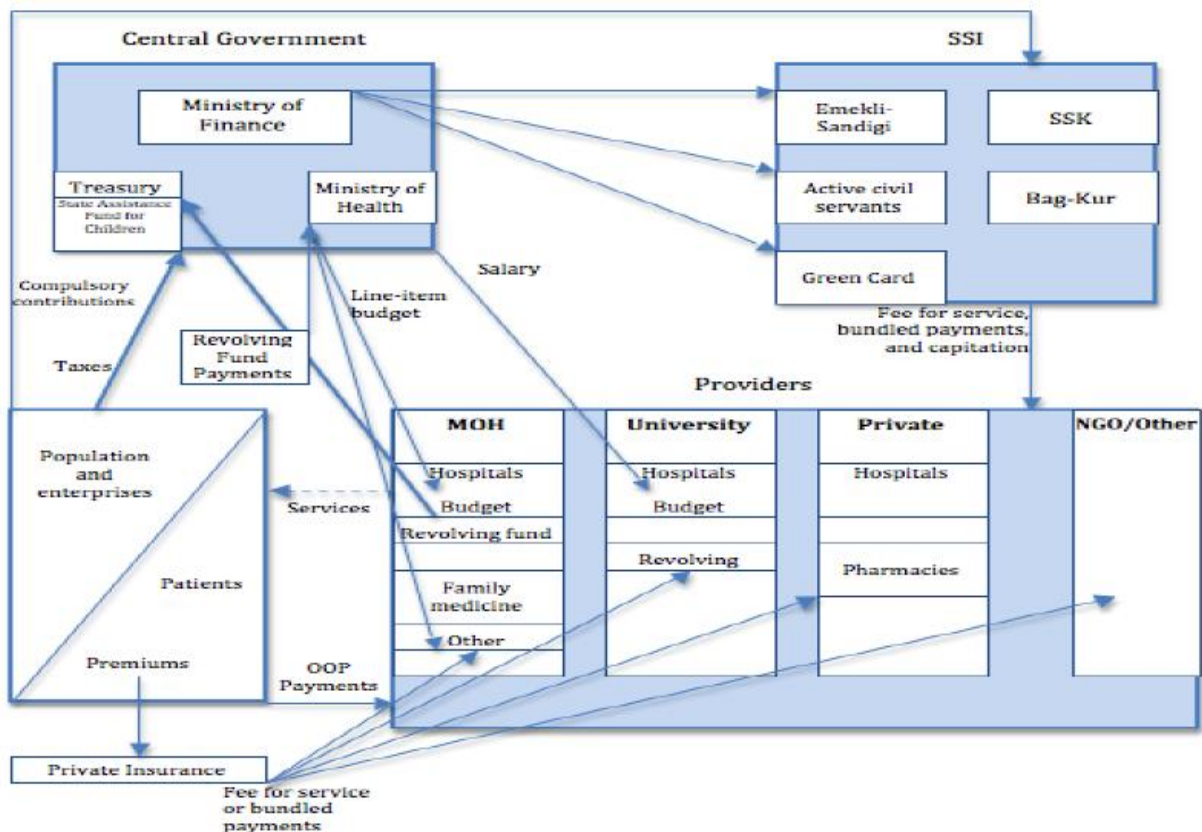 Central Government
SSI
Ministry of
Finance
Emekli-
Sandigi
SSK
Treasury
State Assistance
Fund for
Children
Ministry of
Health
Active civil
servants
Bag-Kur
Green Card
Compulsory
contributions
Salary
Line-item
budget
Fee for service,
bundled payments,
and capitation
Revolving
Fund
Payments
Taxes
Providers
Population
and
enterprises
Patients
Premiums
Services
OOP
Payments
MOH
Hospitals
Budget
Revolving fund
Family
medicine
Other
University
Hospitals
Budget
Revolving
Private
Hospitals
Pharmacies
NGO/Other
Private Insurance
Fee for service
or bundled
payments